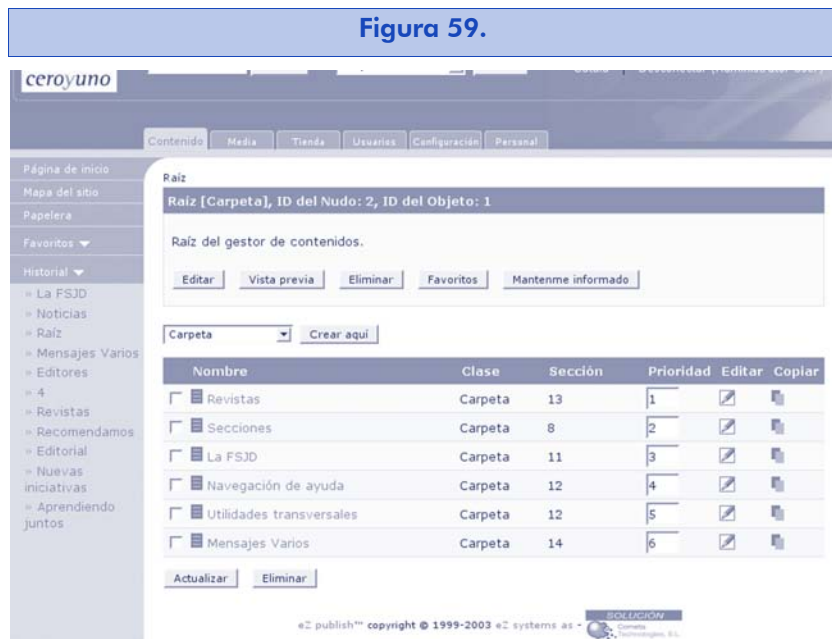 Figura 59.
ceroyuno
Contenido Media Tienda Usuarios Configuración Personal
Página de inicio
Mapa del sitio
Papelera
Favoritos
Historial
» La FSJD
» Noticias
» Raíz
» Mensajes Varios
» Editores
» 4
» Revistas
» Recomendamos
» Editorial
» Nuevas
iniciativas
» Aprendiendo
juntos
Raíz
Raíz [Carpeta], ID del Nudo: 2, ID del Objeto: 1
Raíz del gestor de contenidos.
Editar Vista previa Eliminar Favoritos Mantenme informado
Carpeta Crear aquí
Nombre Clase Sección Prioridad Editar Copiar
Revistas Carpeta 13 1
Secciones Carpeta 8 2
La FSJD Carpeta 11 3
Navegación de ayuda Carpeta 12 4
Utilidades transversales Carpeta 12 5
Mensajes Varios Carpeta 14 6
Actualizar Eliminar
eZ publish™ copyright © 1999-2003 eZ systems as -
SOLUCIÓN
Technologies, S.L.